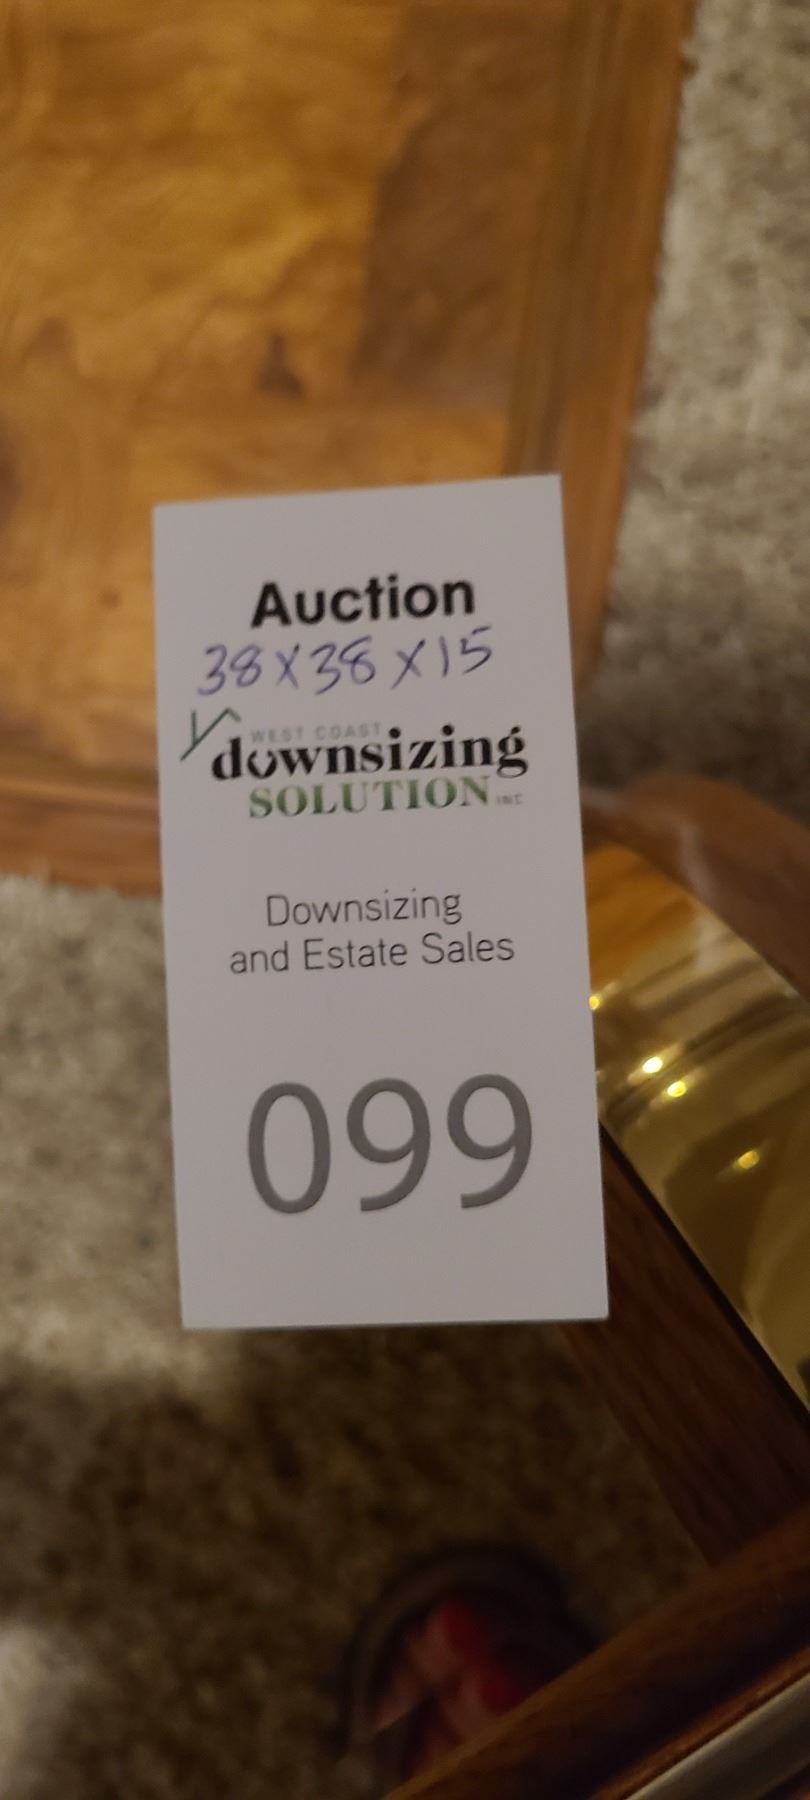 Auction
38 X 38 X 15
WEST COAST
downsizing
SOLUTION INC
Downsizing
and Estate Sales
099